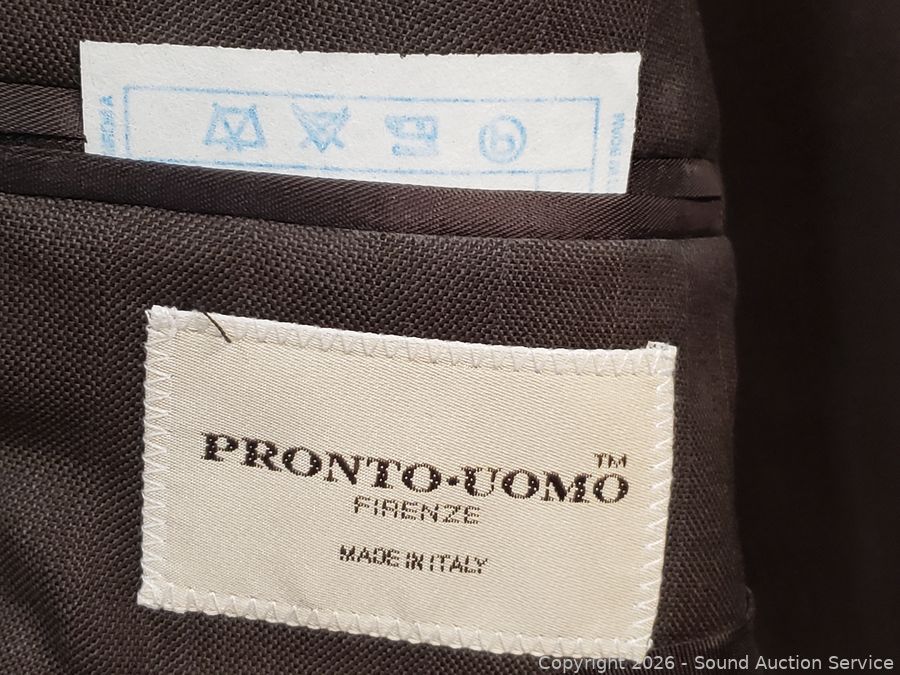 PRONTO·UOMO™
FIRENZE
MADE IN ITALY
Copyright 2026 - Sound Auction Service